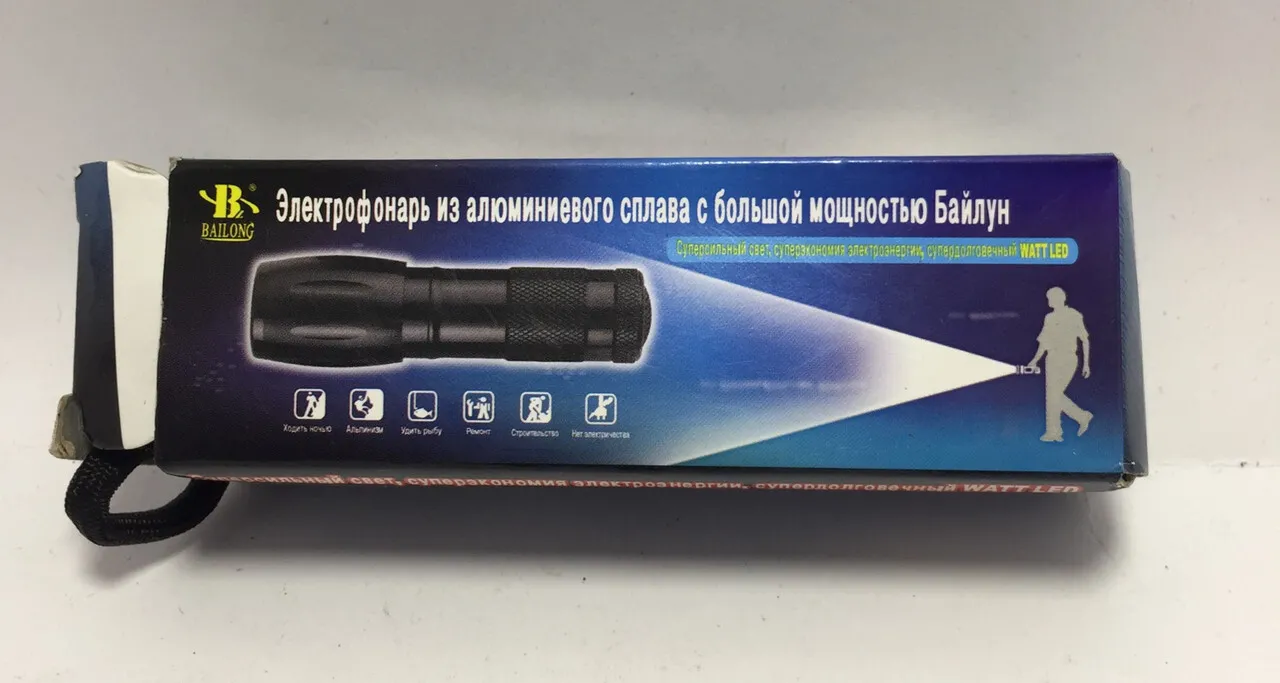 B
®
BAILONG
Электрофонарь из алюминиевого сплава с большой мощностью Байлун
Суперсильный свет, суперэкономия электроэнергии, супердолговечный WATT LED
Ходить ночью
Альпинизм
Удить рыбу
Ремонт
Строительство
Нет электричества
свет, суперэкономия электроэнергии, супердолговечный WATT LED